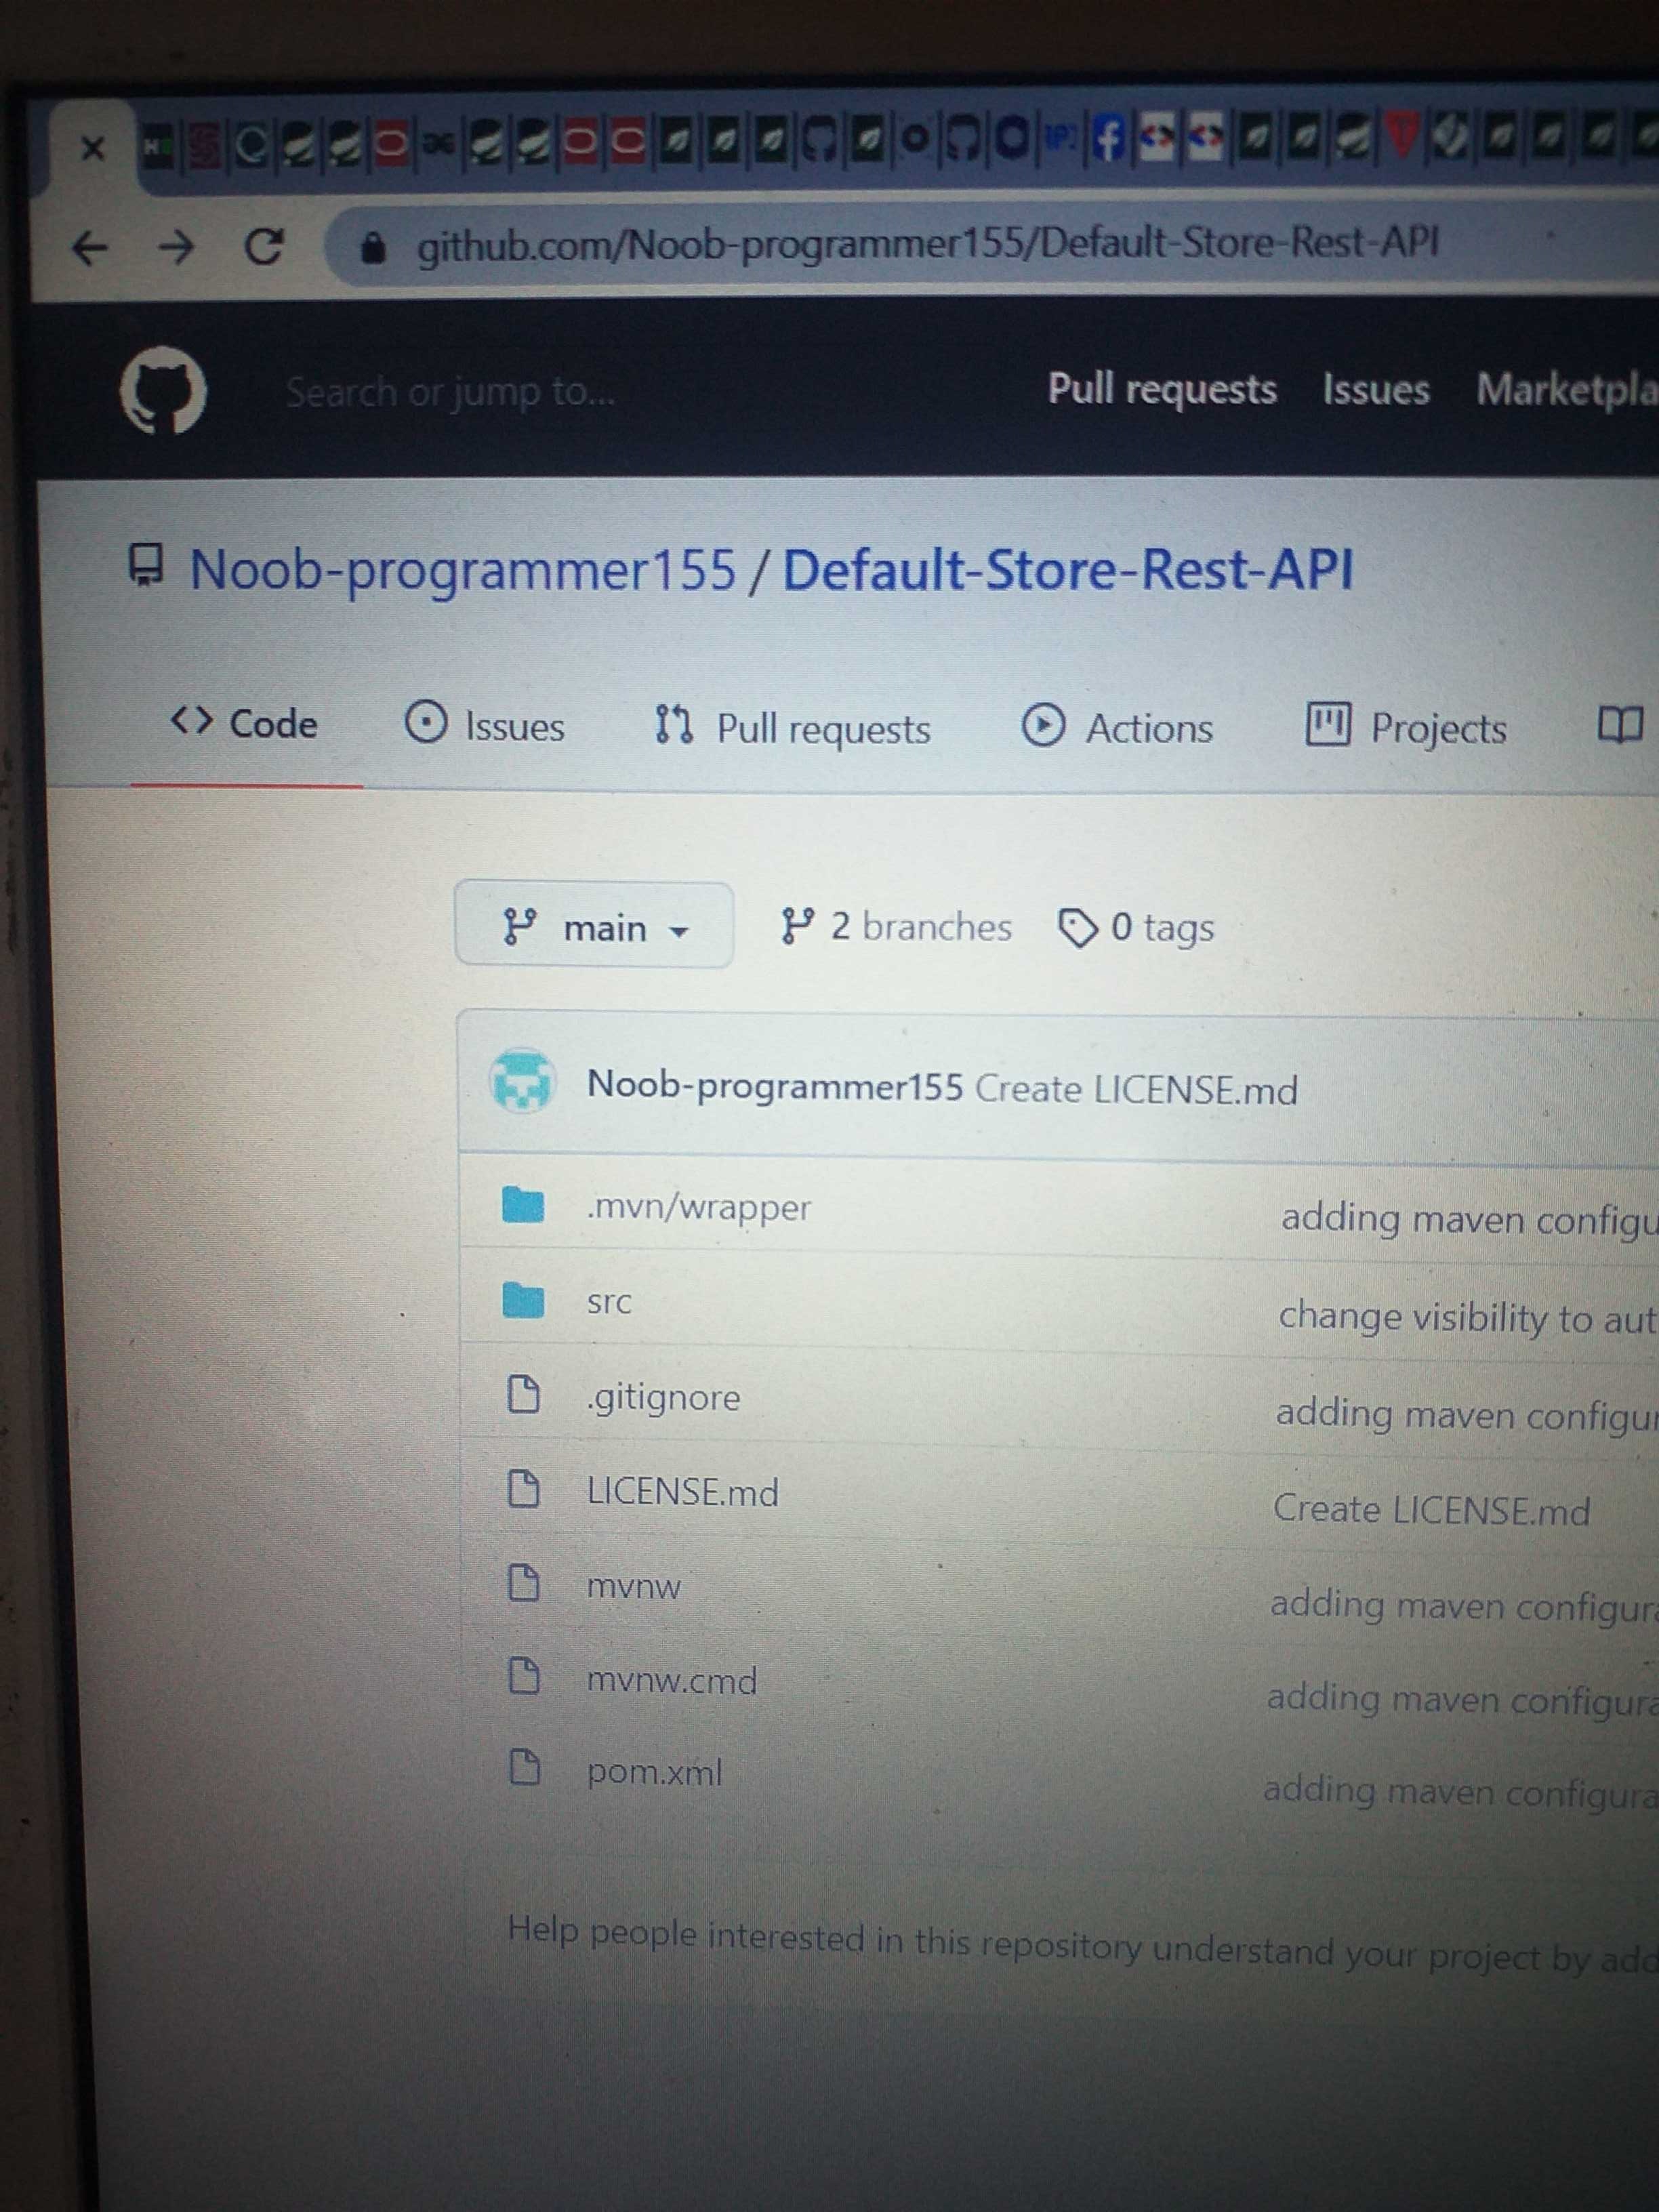 github.com/Noob-programmer155/Default-Store-Rest-API
Search or jump to...
Pull requests Issues Marketpla
Noob-programmer155 / Default-Store-Rest-API
<> Code Issues Pull requests Actions Projects
main 2 branches 0 tags
Noob-programmer155 Create LICENSE.md
.mvn/wrapper adding maven configu
src change visibility to aut
.gitignore adding maven configur
LICENSE.md Create LICENSE.md
mvnw adding maven configura
mvnw.cmd adding maven configura
pom.xml adding maven configura
Help people interested in this repository understand your project by add